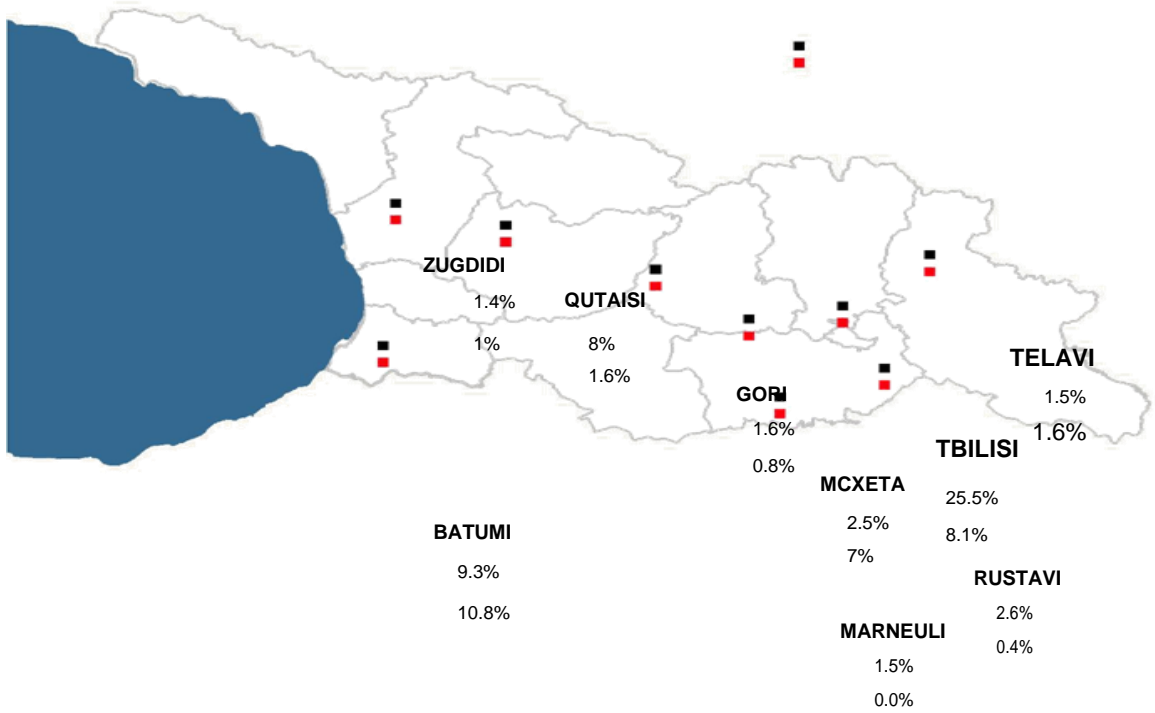 ZUGDIDI
1.4%
1%
QUTAISI
8%
1.6%
GORI
1.6%
0.8%
TELAVI
1.5%
1.6%
TBILISI
25.5%
8.1%
MCXETA
2.5%
7%
BATUMI
9.3%
10.8%
RUSTAVI
2.6%
0.4%
MARNEULI
1.5%
0.0%